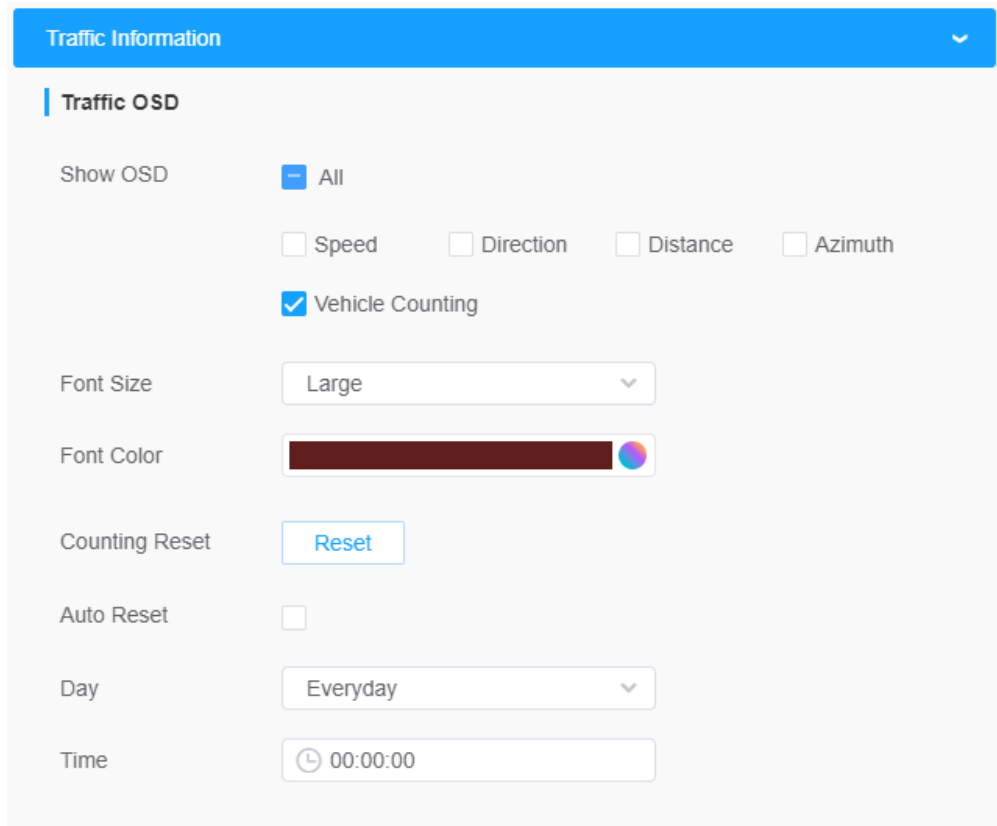 Traffic Information
Traffic OSD
Show OSD
All
Speed Direction Distance Azimuth
Vehicle Counting
Font Size Large
Font Color
Counting Reset Reset
Auto Reset
Day Everyday
Time 00:00:00